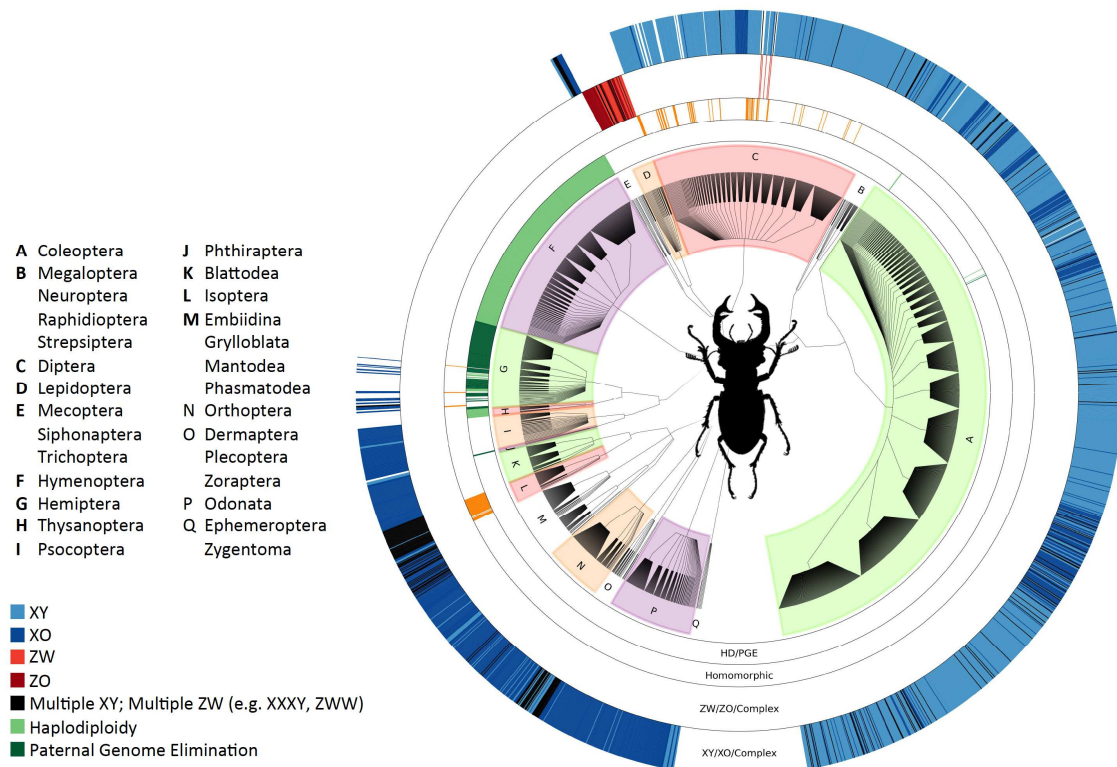 A Coleoptera
B Megaloptera
Neuroptera
Raphidioptera
Strepsiptera
C Diptera
D Lepidoptera
E Mecoptera
Siphonaptera
Trichoptera
F Hymenoptera
G Hemiptera
H Thysanoptera
I Psocoptera
J Phthiraptera
K Blattodea
L Isoptera
M Embiidina
Grylloblata
Mantodea
Phasmatodea
N Orthoptera
O Dermaptera
Plecoptera
Zoraptera
P Odonata
Q Ephemeroptera
Zygentoma
XY
XO
ZW
ZO
Multiple XY; Multiple ZW (e.g. XXXY, ZWW)
Haplodiploidy
Paternal Genome Elimination
A
B
C
D
E
F
G
H
I
J
K
L
M
N
O
P
Q
HD/PGE
Homomorphic
ZW/ZO/Complex
XY/XO/Complex